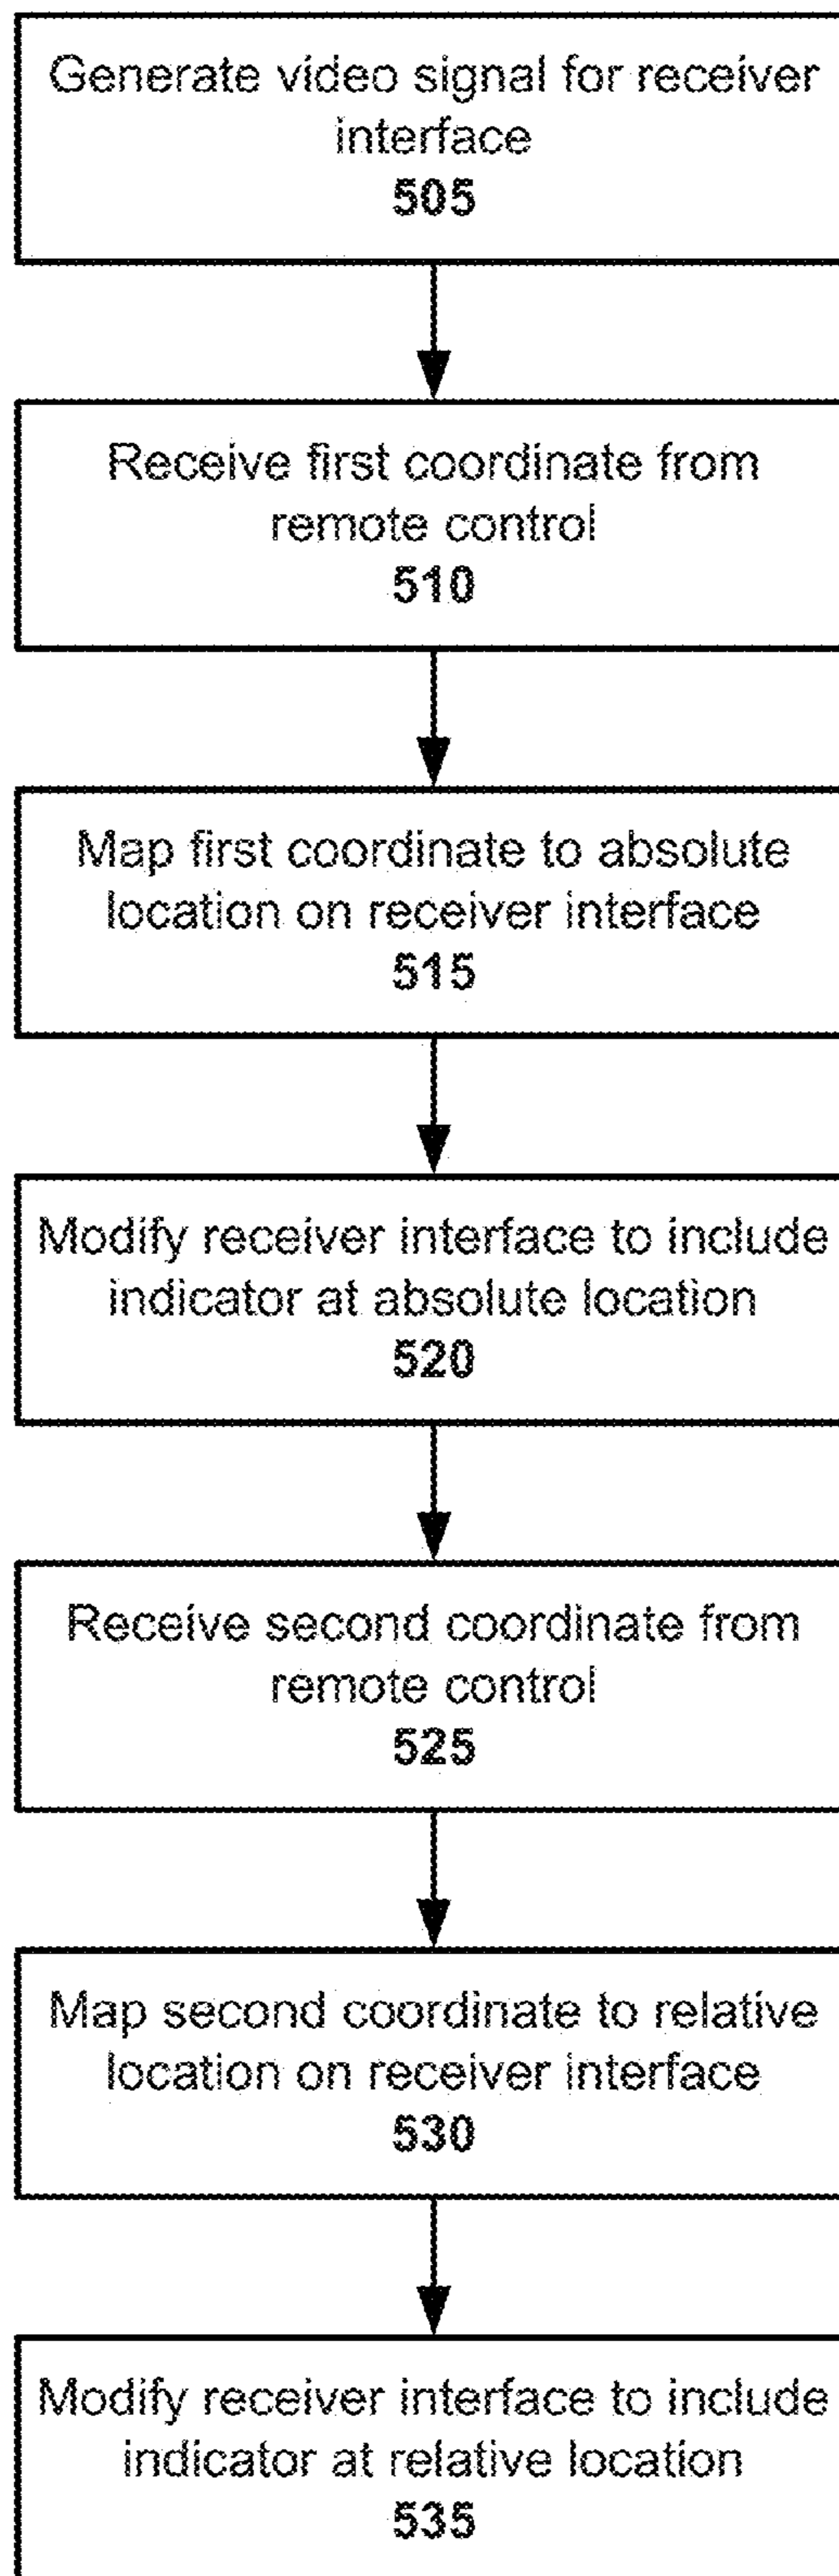 Generate video signal for receiver
interface
505
Receive first coordinate from
remote control
510
Map first coordinate to absolute
location on receiver interface
515
Modify receiver interface to include
indicator at absolute location
520
Receive second coordinate from
remote control
525
Map second coordinate to relative
location on receiver interface
530
Modify receiver interface to include
indicator at relative location
535